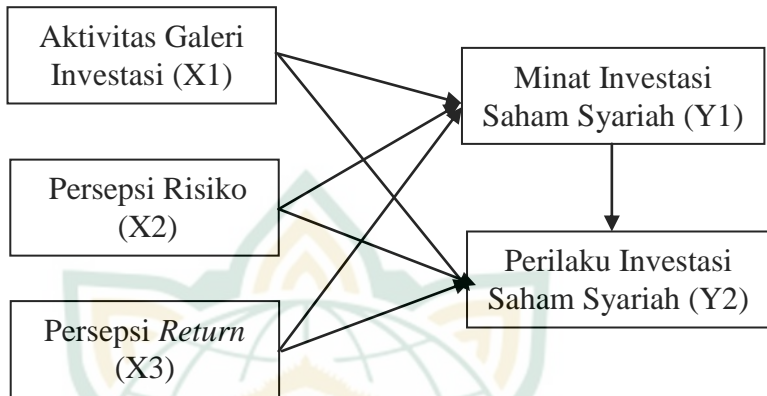 Aktivitas Galeri
Investasi (X1)
Persepsi Risiko
(X2)
Persepsi Return
(X3)
Minat Investasi
Saham Syariah (Y1)
Perilaku Investasi
Saham Syariah (Y2)